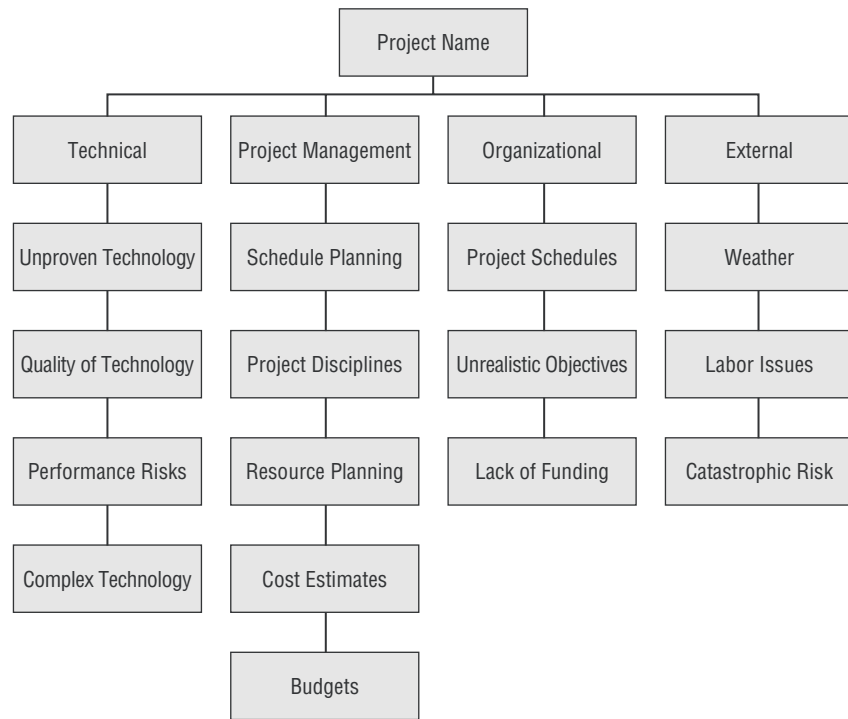 Project Name
Technical
Project Management
Organizational
External
Unproven Technology
Schedule Planning
Project Schedules
Weather
Quality of Technology
Project Disciplines
Unrealistic Objectives
Labor Issues
Performance Risks
Resource Planning
Lack of Funding
Catastrophic Risk
Complex Technology
Cost Estimates
Budgets